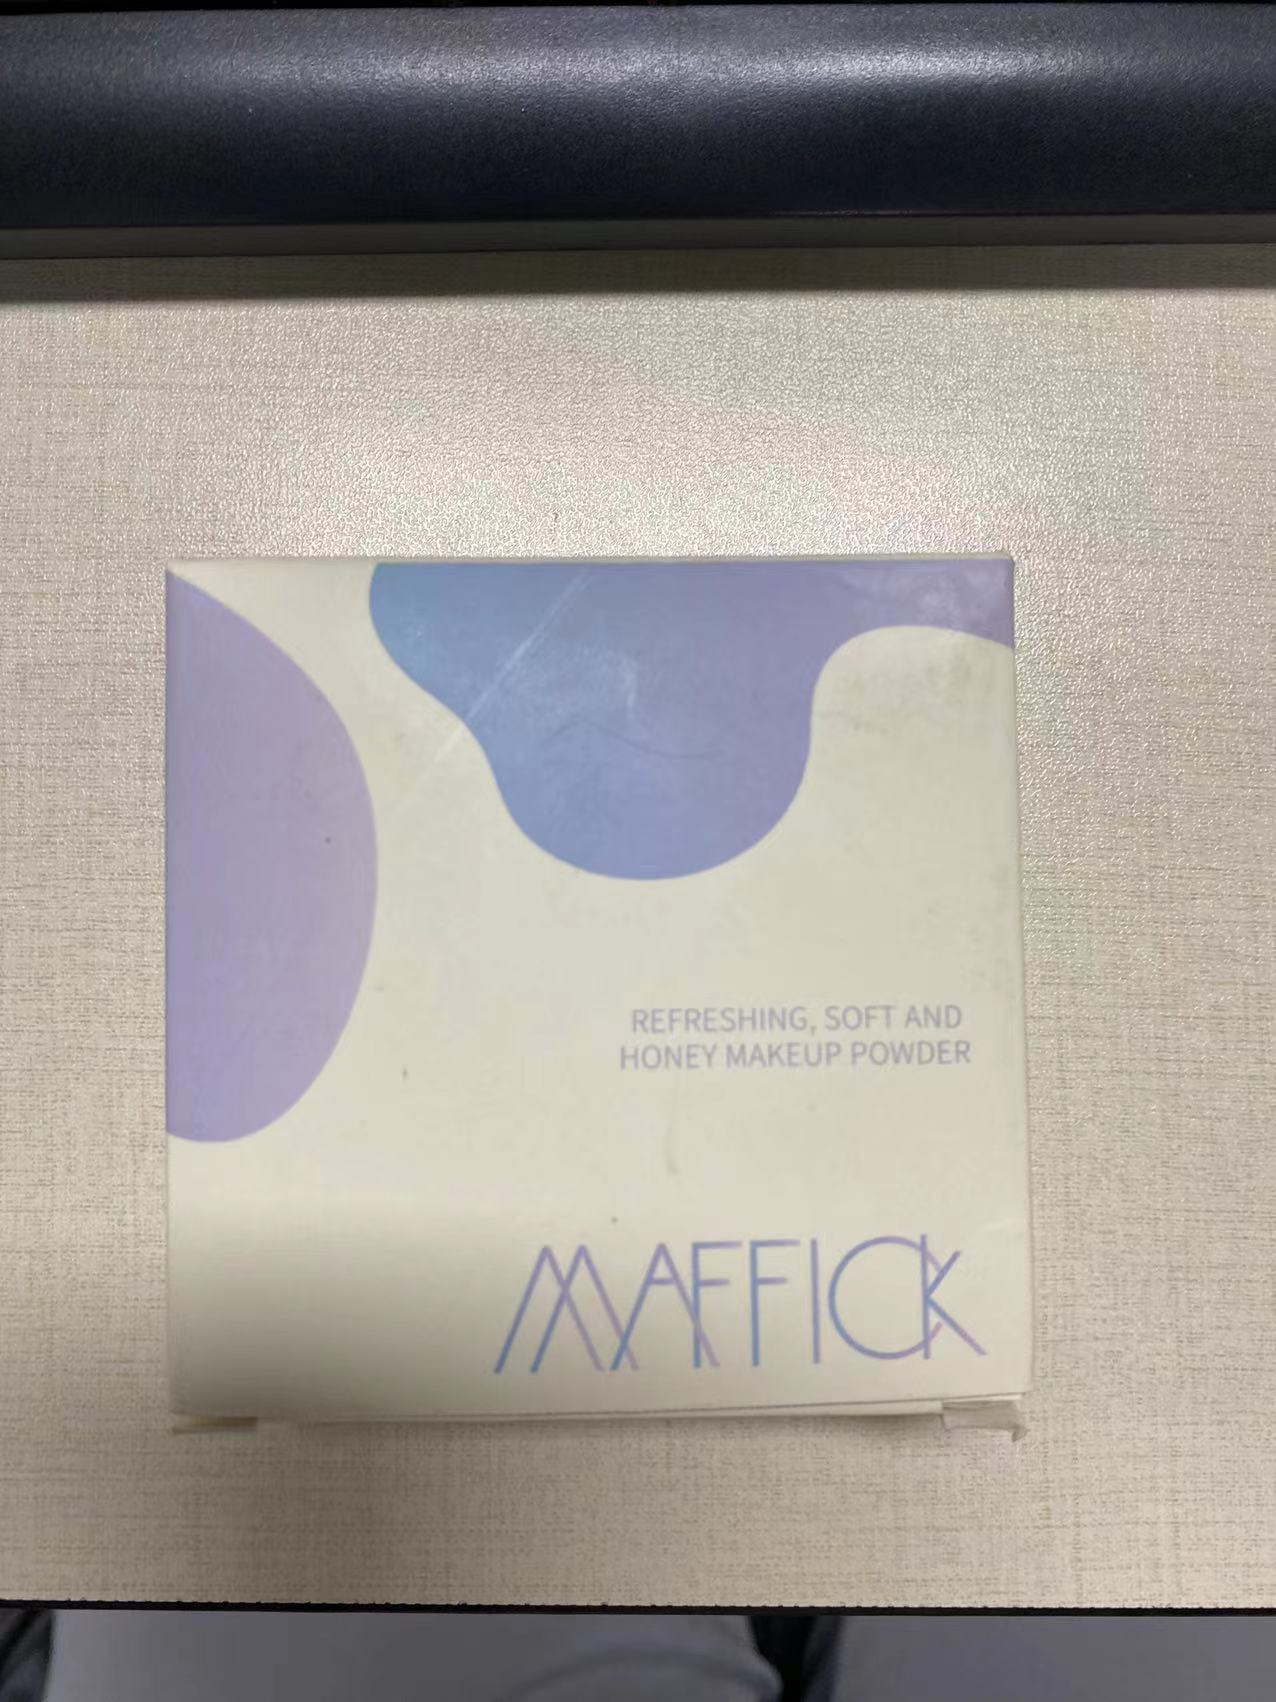 REFRESHING, SOFT AND
HONEY MAKEUP POWDER
MAFFICK